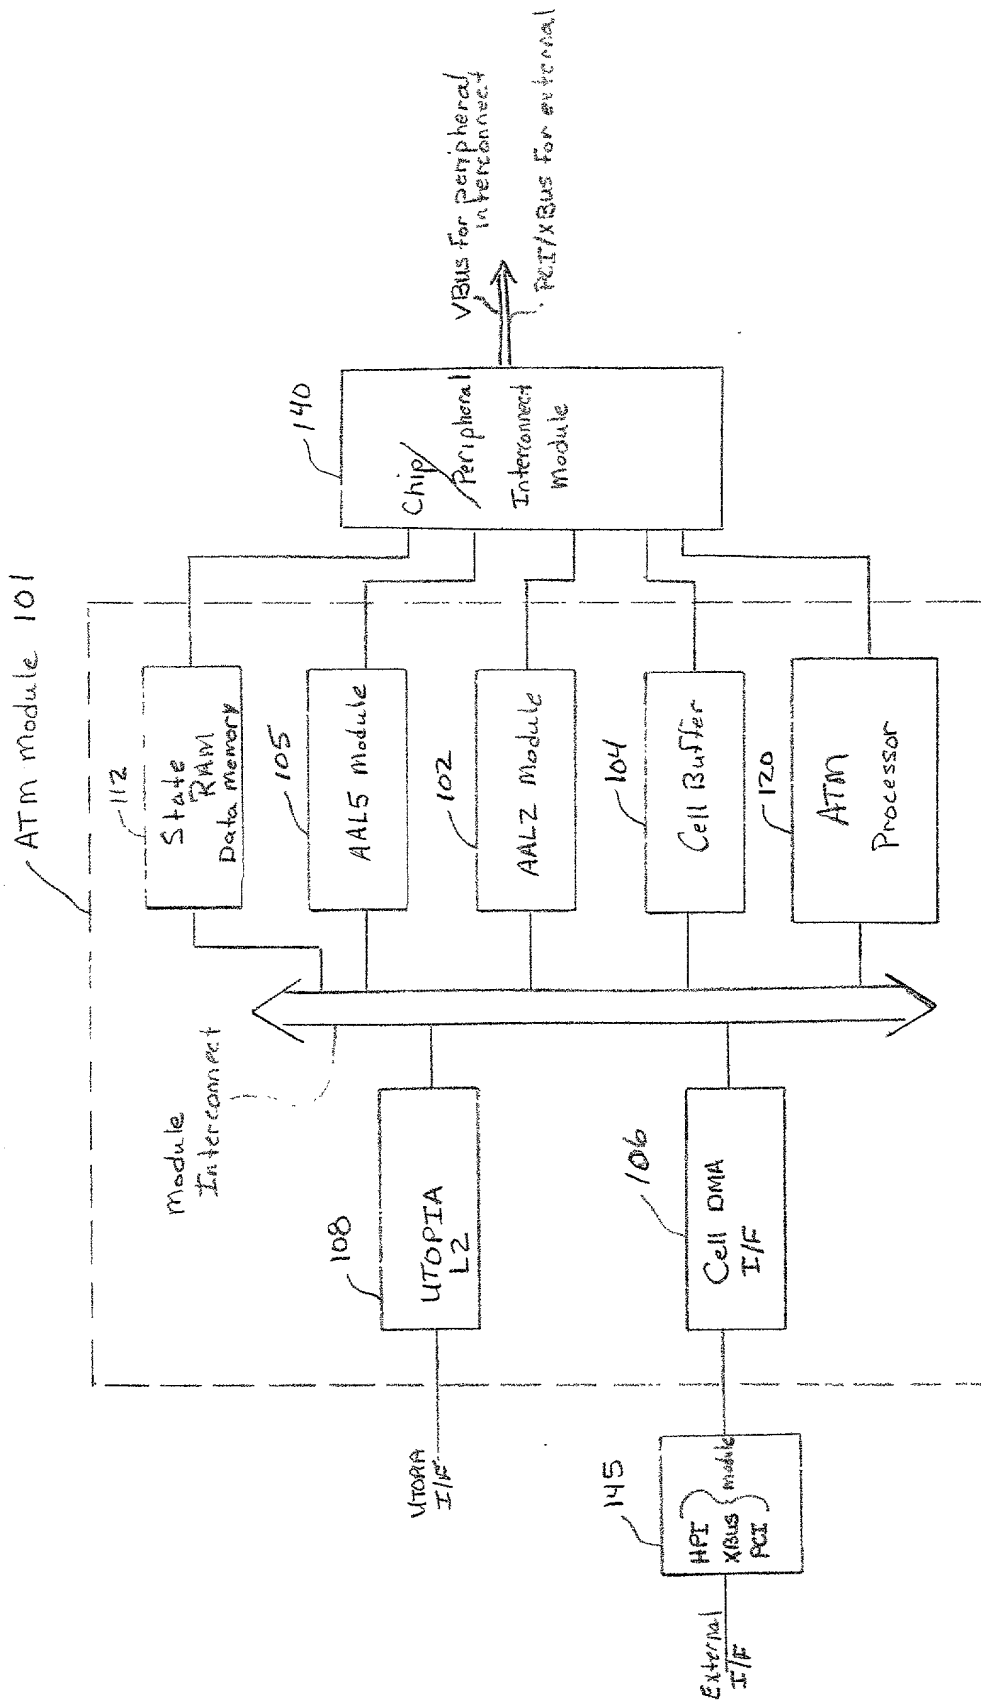 ATM Module 101
112
State
RAM
Data Memory
105
AAL5 Module
102
AAL2 Module
104
Cell Buffer
120
ATM
Processor
140
Chip/
Peripheral
Interconnect
Module
VBUS for peripheral
interconnect
PCI/XBUS for external
Module
Interconnect
108
UTOPIA
L2
106
Cell DMA
I/F
UTOPIA
I/F
145
HPI
XBUS
PCI
Module
External
I/F